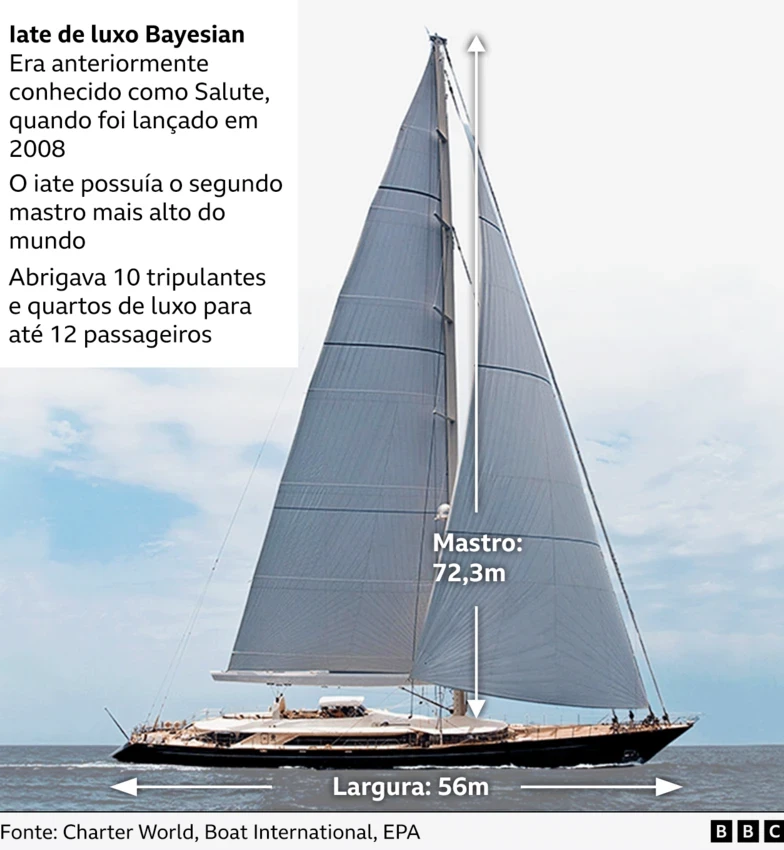 Iate de luxo Bayesian
Era anteriormente
conhecido como Salute,
quando foi lançado em
2008
O iate possuía o segundo
mastro mais alto do
mundo
Abrigava 10 tripulantes
e quartos de luxo para
até 12 passageiros
Mastro:
72,3m
Largura: 56m
Fonte: Charter World, Boat International, EPA
BBC